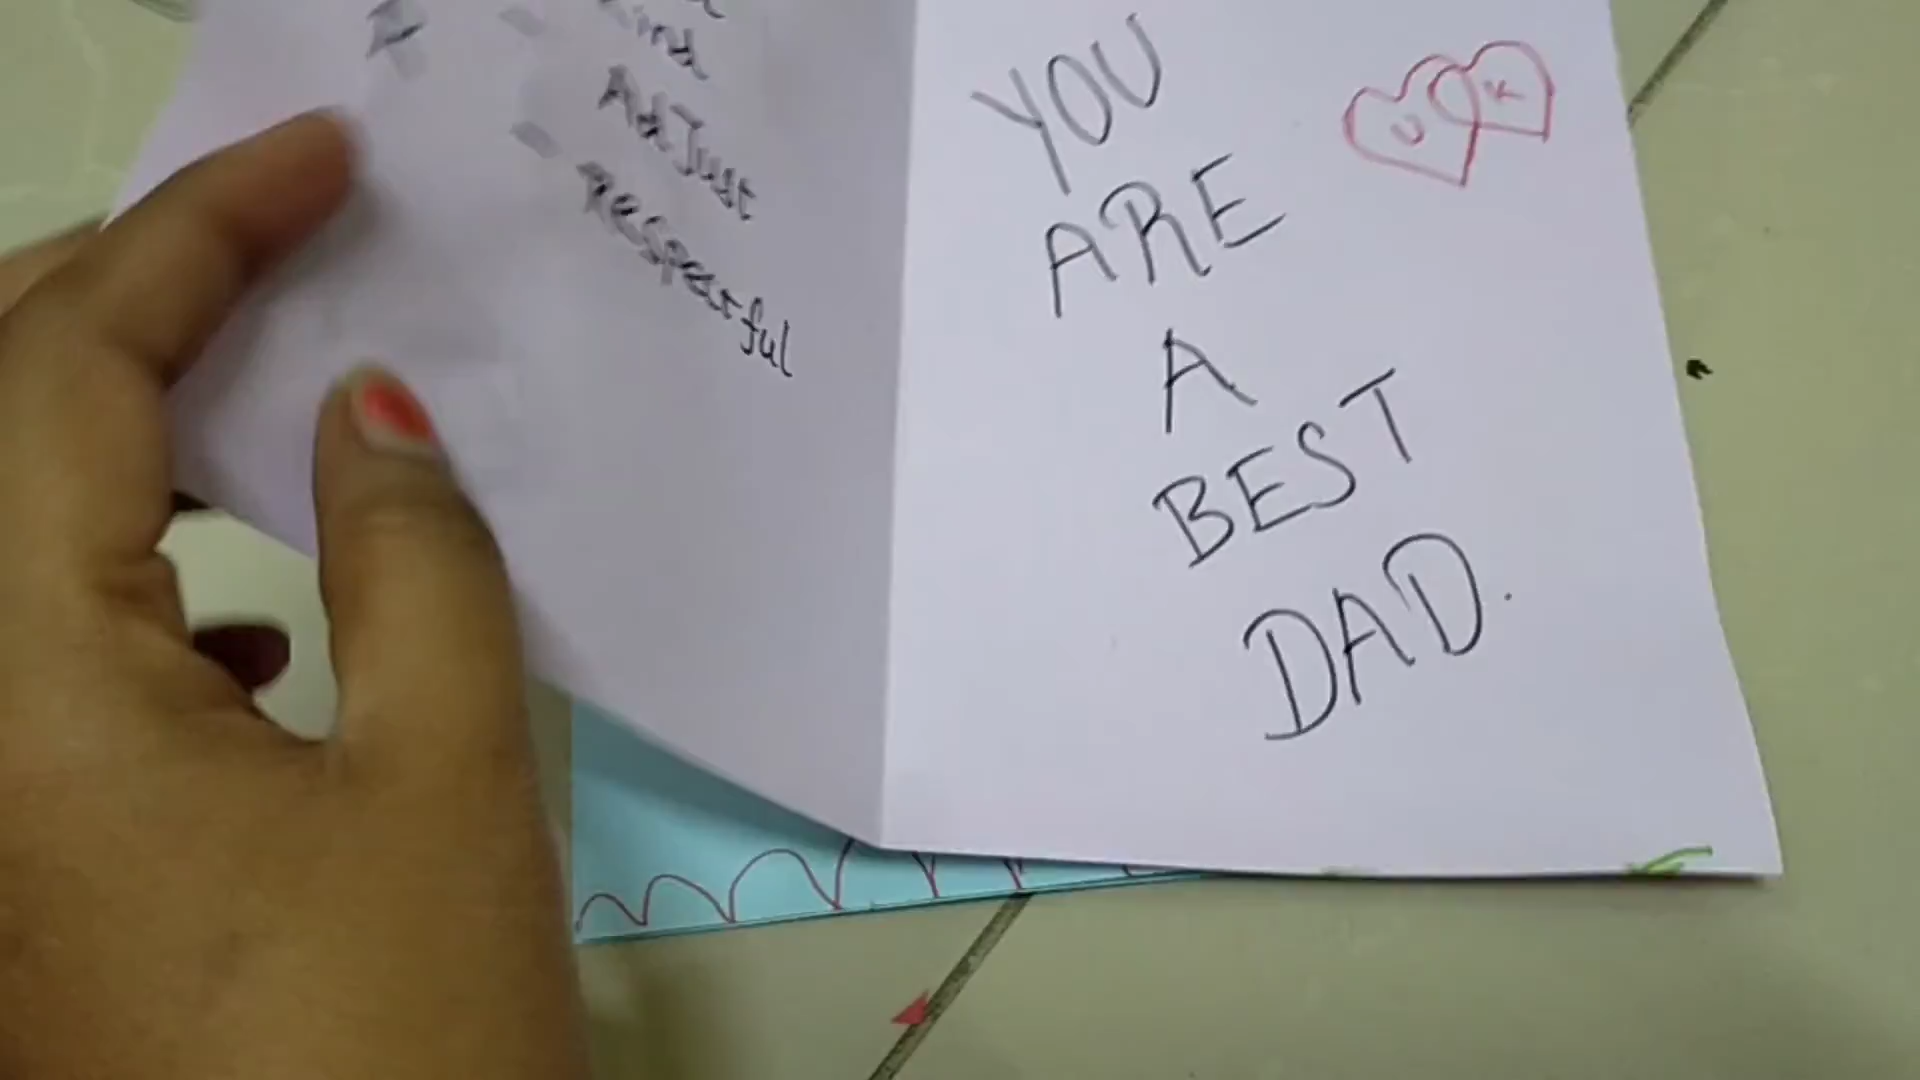 I
Kind
AdJust
Respectful
YOU
ARE
A
BEST
DAD.
U
K